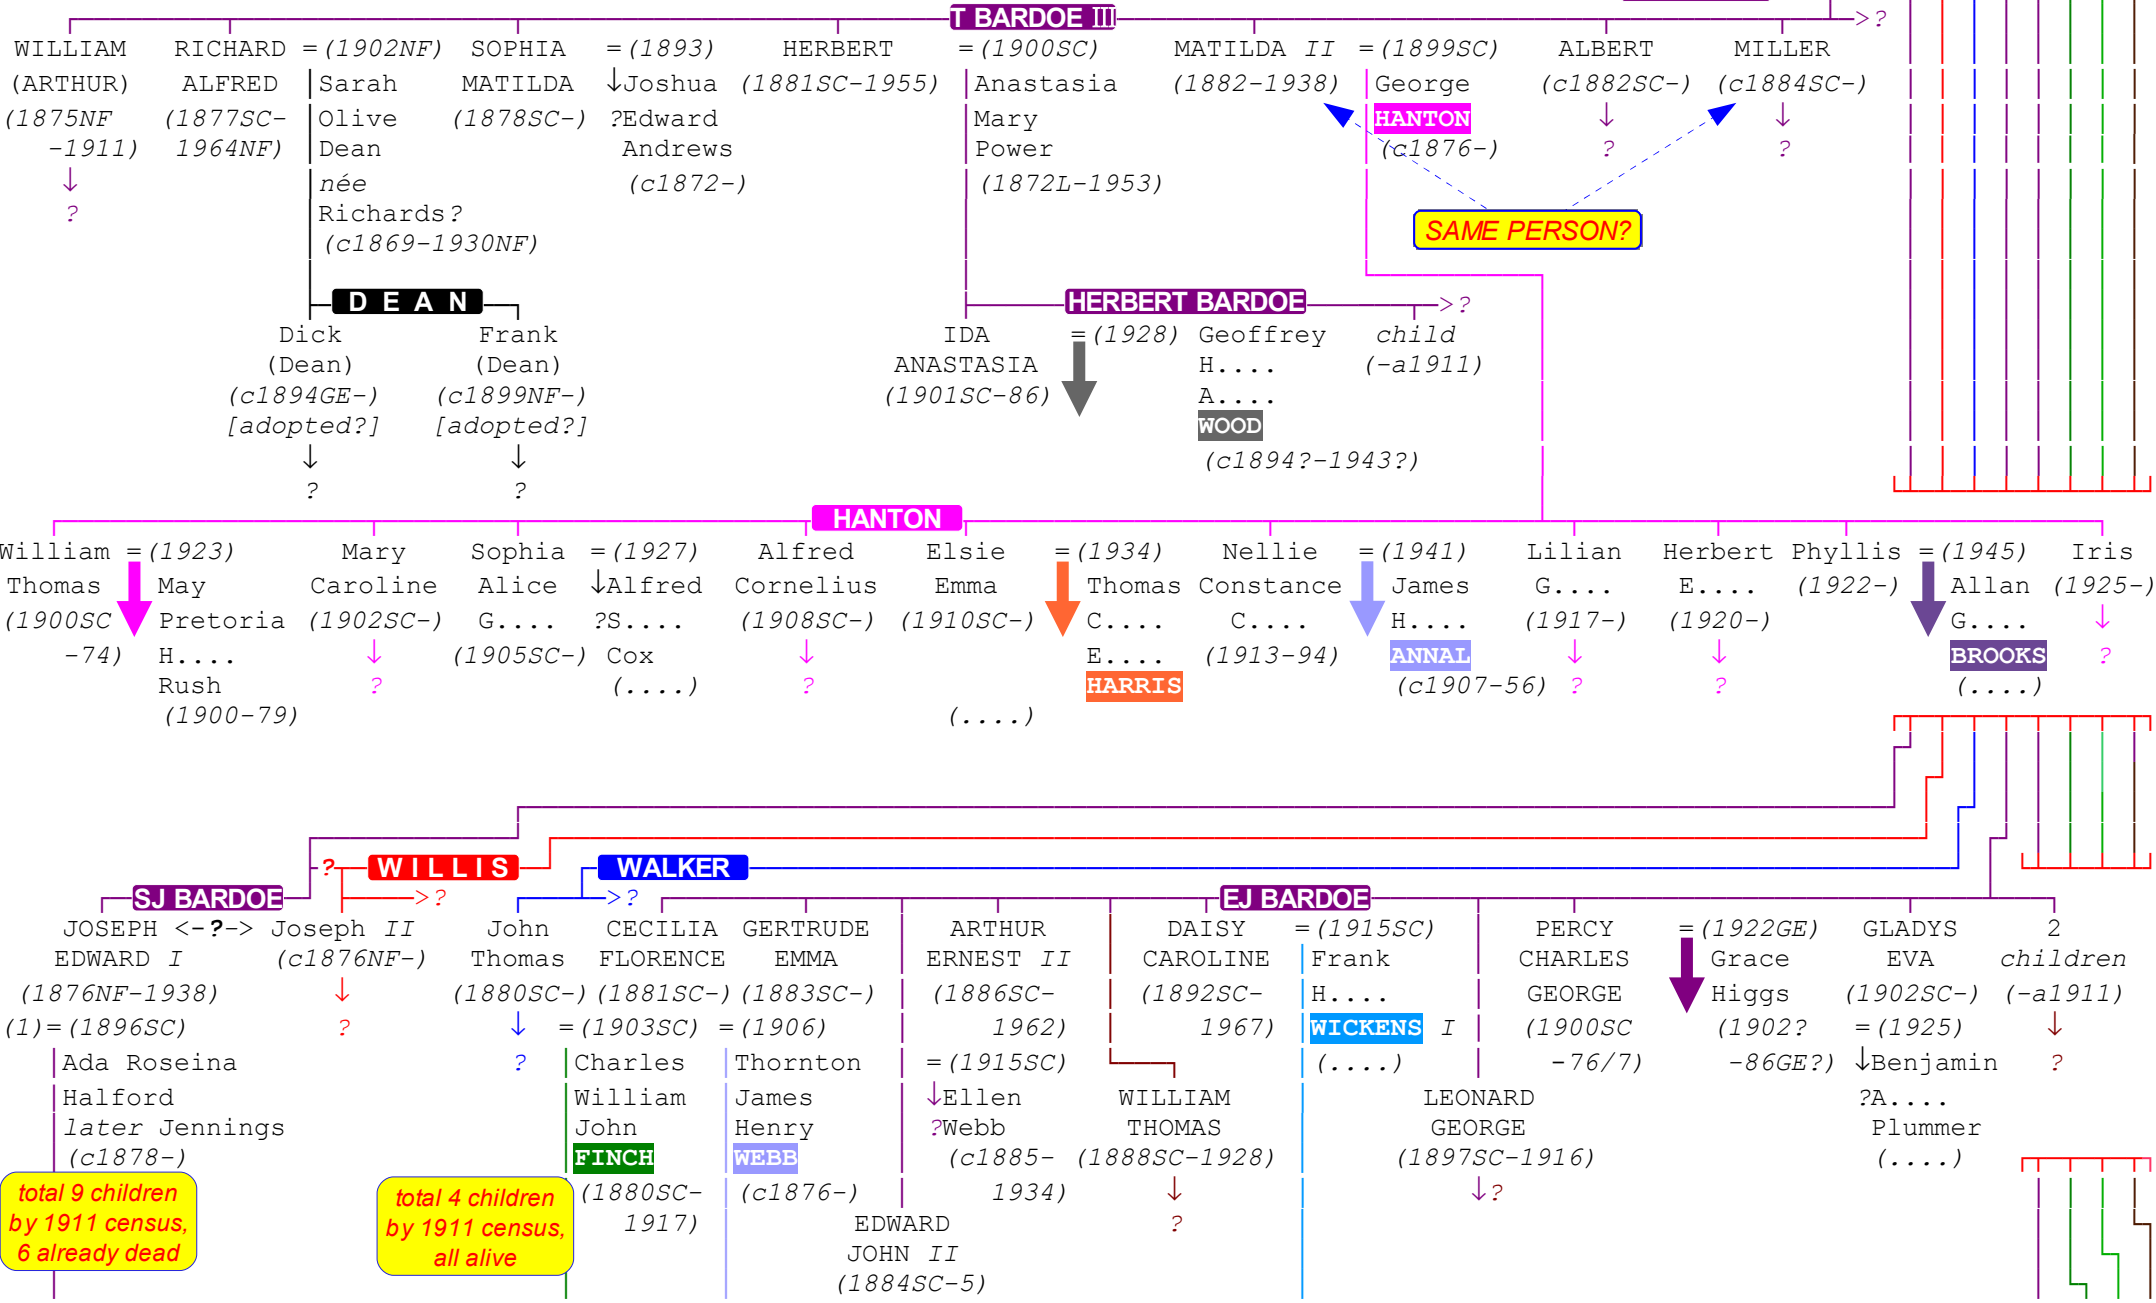 T BARDOE III
>?
WILLIAM RICHARD =(1902NF) SOPHIA =(1893) HERBERT =(1900SC) MATILDA II =(1899SC) ALBERT MILLER
(ARTHUR) ALFRED Sarah MATILDA ↓Joshua (1881SC-1955) Anastasia (1882-1938) George (c1882SC-) (c1884SC-)
(1875NF (1877SC- Olive (1878SC-) ?Edward Mary HANTON ↓ ↓
-1911) 1964NF) Dean Andrews Power (c1876-) ? ?
↓ née (c1872-) (1872L-1953)
? Richards? SAME PERSON?
(c1869-1930NF)
D E A N HERBERT BARDOE >?
Dick Frank IDA =(1928) Geoffrey child
(Dean) (Dean) ANASTASIA H.... (-a1911)
(c1894GE-) (c1899NF-) (1901SC-86) A....
[adopted?] [adopted?] WOOD
↓ ↓ (c1894?-1943?)
? ?
HANTON
William =(1923) Mary Sophia =(1927) Alfred Elsie =(1934) Nellie =(1941) Lilian Herbert Phyllis =(1945) Iris
Thomas May Caroline Alice ↓Alfred Cornelius Emma Thomas Constance James G.... E.... (1922-) Allan (1925-)
(1900SC Pretoria (1902SC-) G.... ?S.... (1908SC-) (1910SC-) C.... C.... H.... (1917-) (1920-) G.... ↓
-74) H.... ↓ (1905SC-) Cox ↓ E.... (1913-94) ANNAL ↓ ↓ BROOKS ?
Rush ? (....) ? HARRIS (c1907-56) ? ? (....)
(1900-79) (....)
? WILLIS WALKER
SJ BARDOE >? >? EJ BARDOE
JOSEPH <-?-> Joseph II John CECILIA GERTRUDE ARTHUR DAISY =(1915SC) PERCY =(1922GE) GLADYS 2
EDWARD I (c1876NF-) Thomas FLORENCE EMMA ERNEST II CAROLINE Frank CHARLES Grace EVA children
(1876NF-1938) ↓ (1880SC-) (1881SC-) (1883SC-) (1886SC- (1892SC- H.... GEORGE Higgs (1902SC-) (-a1911)
(1)=(1896SC) ? ↓ =(1903SC) =(1906) 1962) 1967) WICKENS I (1900SC (1902? =(1925) ↓
Ada Roseina ? Charles Thornton =(1915SC) (....) -76/7) -86GE?) ↓Benjamin ?
Halford William James ↓Ellen WILLIAM LEONARD ?A....
later Jennings John Henry ?Webb THOMAS GEORGE Plummer
(c1878-) FINCH WEBB (c1885- (1888SC-1928) (1897SC-1916) (....)
total 9 children total 4 children (1880SC- (c1876-) 1934) ↓ ↓?
by 1911 census, by 1911 census, 1917) EDWARD ?
6 already dead all alive JOHN II
(1884SC-5)